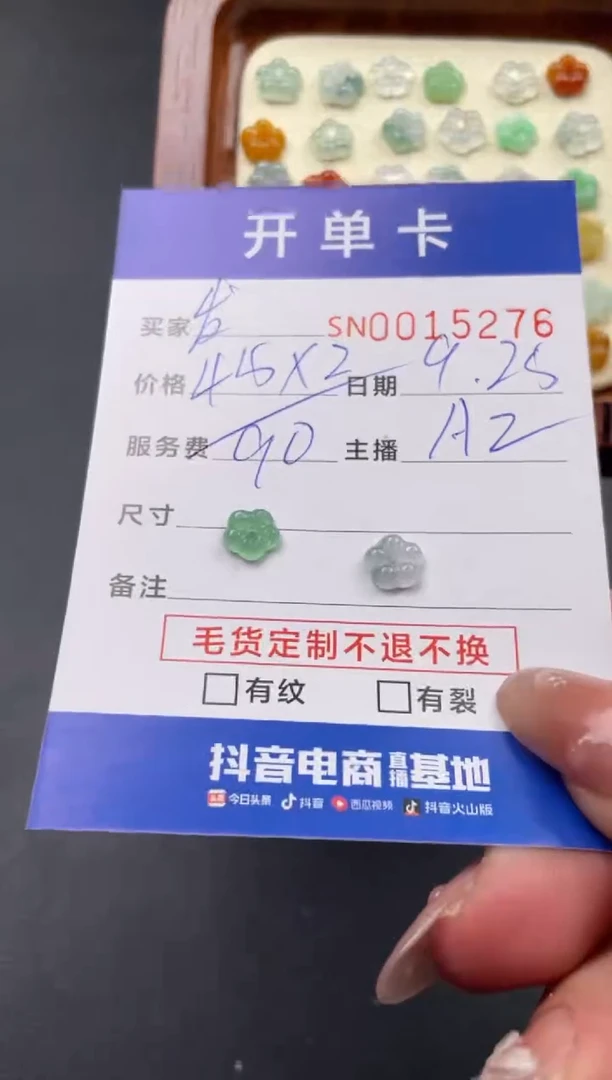 开单卡
买家 发 SN0015276
价格 45X2 日期 9.25
服务费 90 主播 A2
尺寸
备注
毛货定制不退不换
有纹 有裂
抖音电商直播基地
头条 今日头条 抖音 西瓜视频 抖音火山版